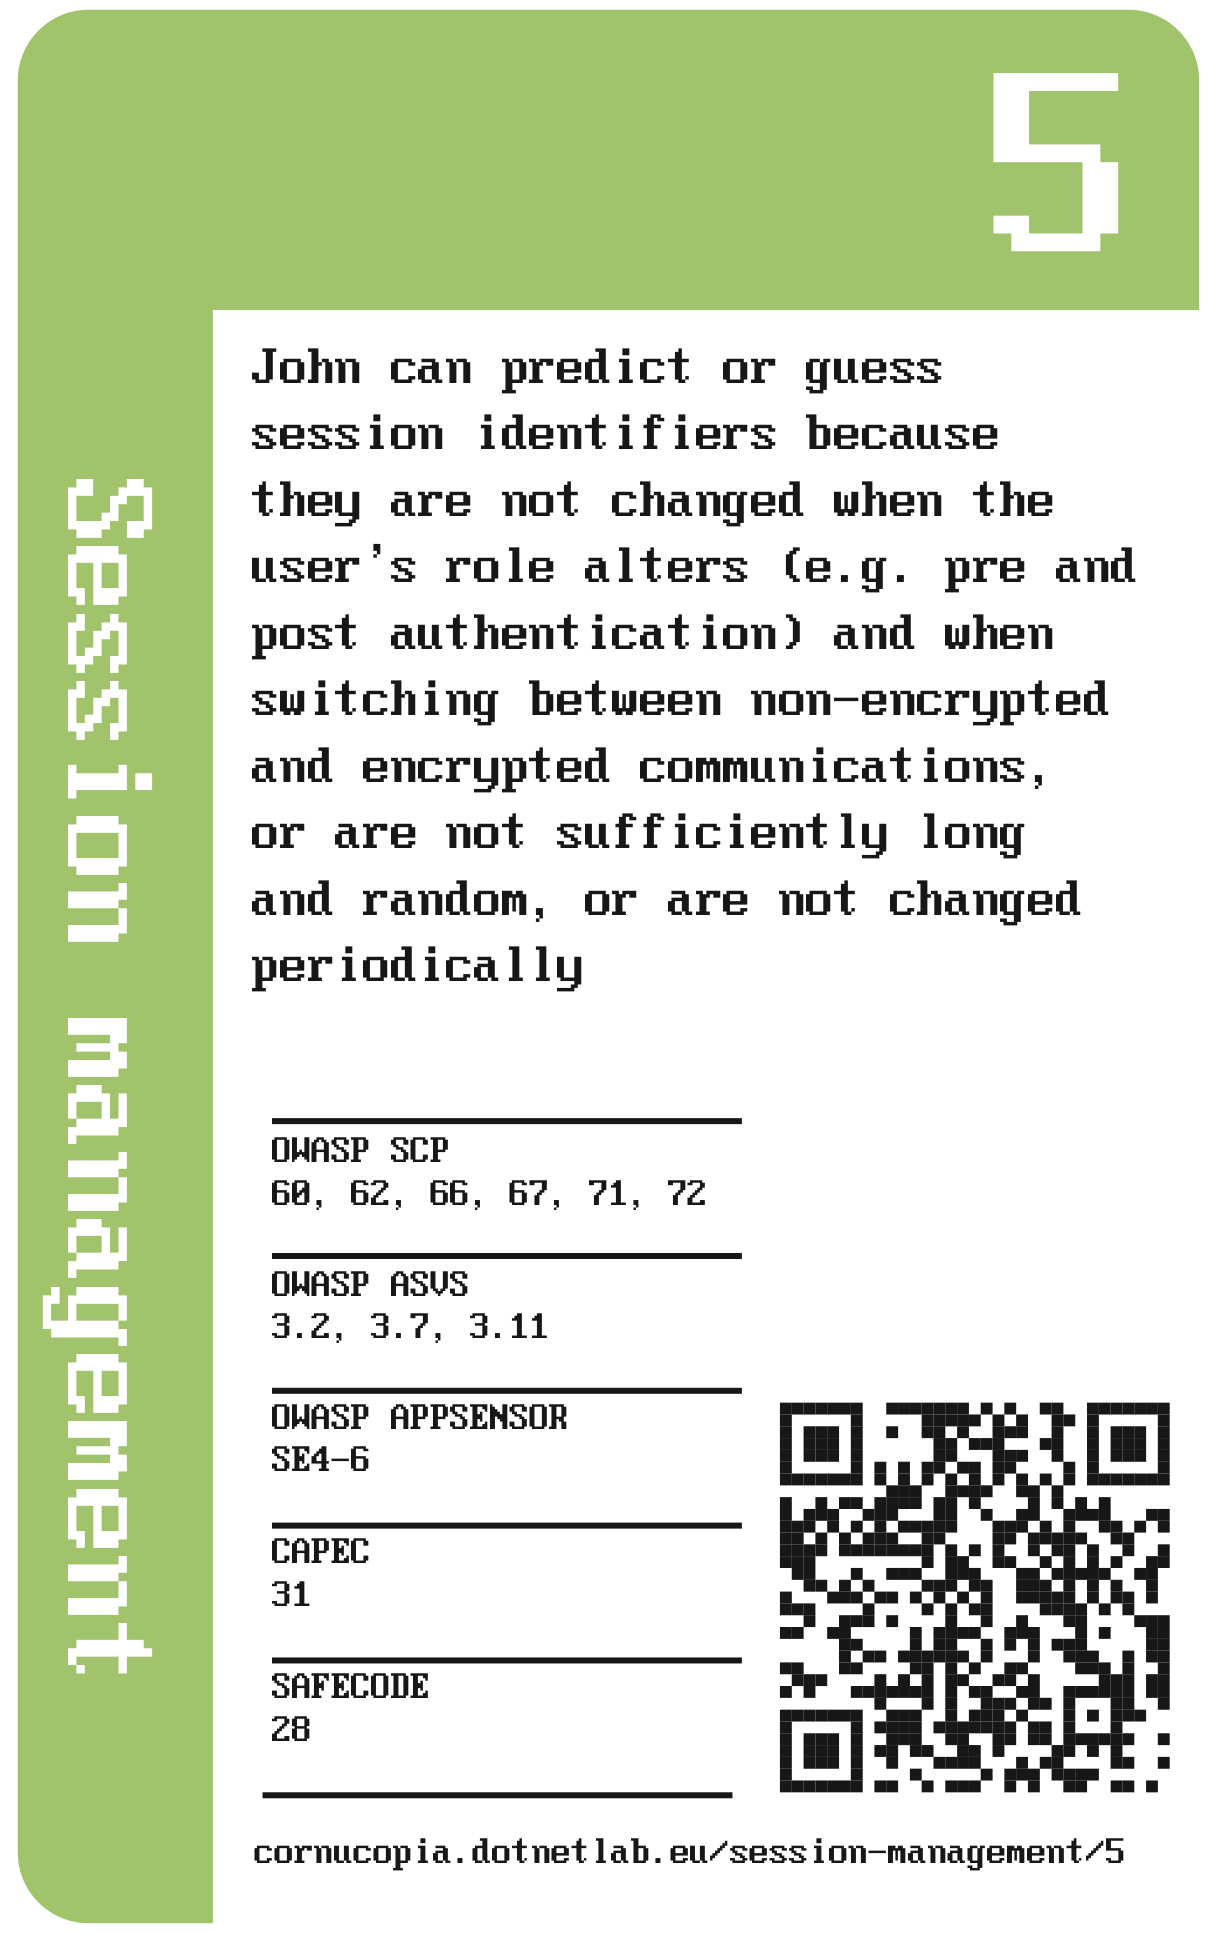 5
Session management
John can predict or guess
session identifiers because
they are not changed when the
user's role alters (e.g. pre and
post authentication) and when
switching between non-encrypted
and encrypted communications,
or are not sufficiently long
and random, or are not changed
periodically
OWASP SCP
60, 62, 66, 67, 71, 72
OWASP ASVS
3.2, 3.7, 3.11
OWASP APPSENSOR
SE4-6
CAPEC
31
SAFECODE
28
cornucopia.dotnetlab.eu/session-management/5